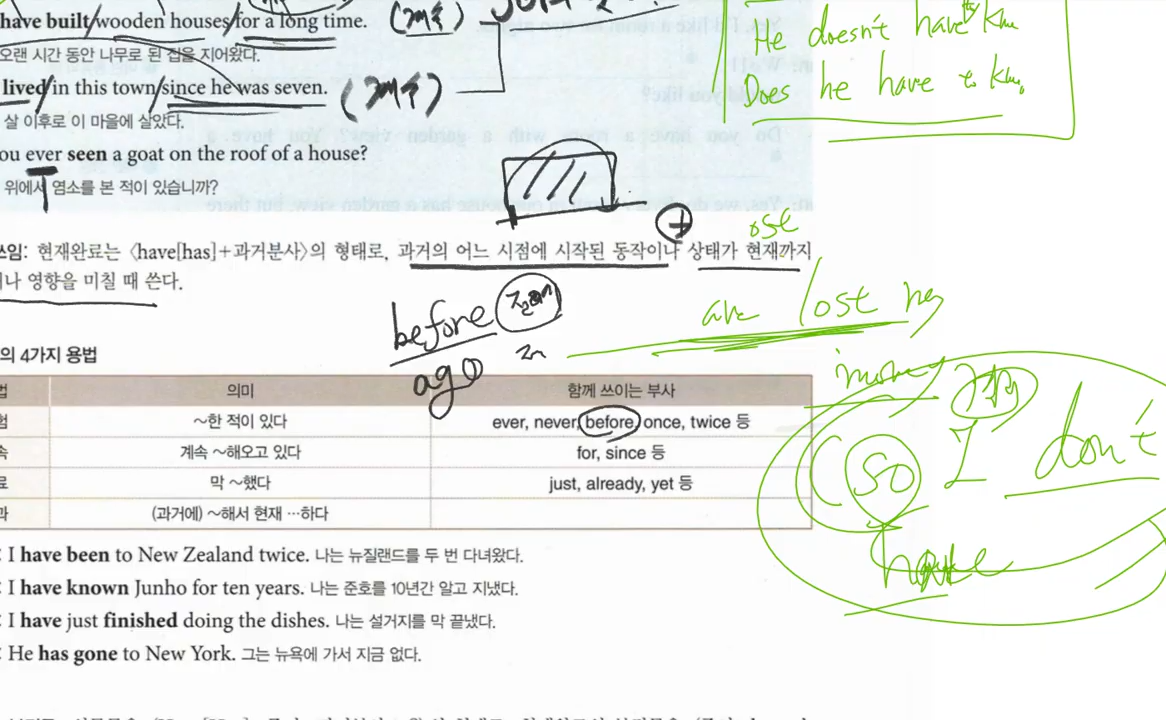 have built/wooden houses/for a long time. (계속)
오랜 시간 동안 나무로 된 집을 지어왔다.
lived/in this town/since he was seven. (계속)
살 이후로 이 마을에 살았다.
ou ever seen a goat on the roof of a house?
위에서 염소를 본 적이 있습니까?
He doesn't have
Does he have to
쓰임: 현재완료는 〈have[has]+과거분사〉의 형태로, 과거의 어느 시점에 시작된 동작이나 상태가 현재까지
나 영향을 미칠 때 쓴다.
ost
before
ago
lost
의 4가지 용법
법 의미 함께 쓰이는 부사
험 ~한 적이 있다 ever, never, before, once, twice 등
속 계속 ~해오고 있다 for, since 등
료 막 ~했다 just, already, yet 등
과 (과거에) ~해서 현재 …하다
money
(so I don't
have
: I have been to New Zealand twice. 나는 뉴질랜드를 두 번 다녀왔다.
: I have known Junho for ten years. 나는 준호를 10년간 알고 지냈다.
: I have just finished doing the dishes. 나는 설거지를 막 끝냈다.
: He has gone to New York. 그는 뉴욕에 가서 지금 없다.